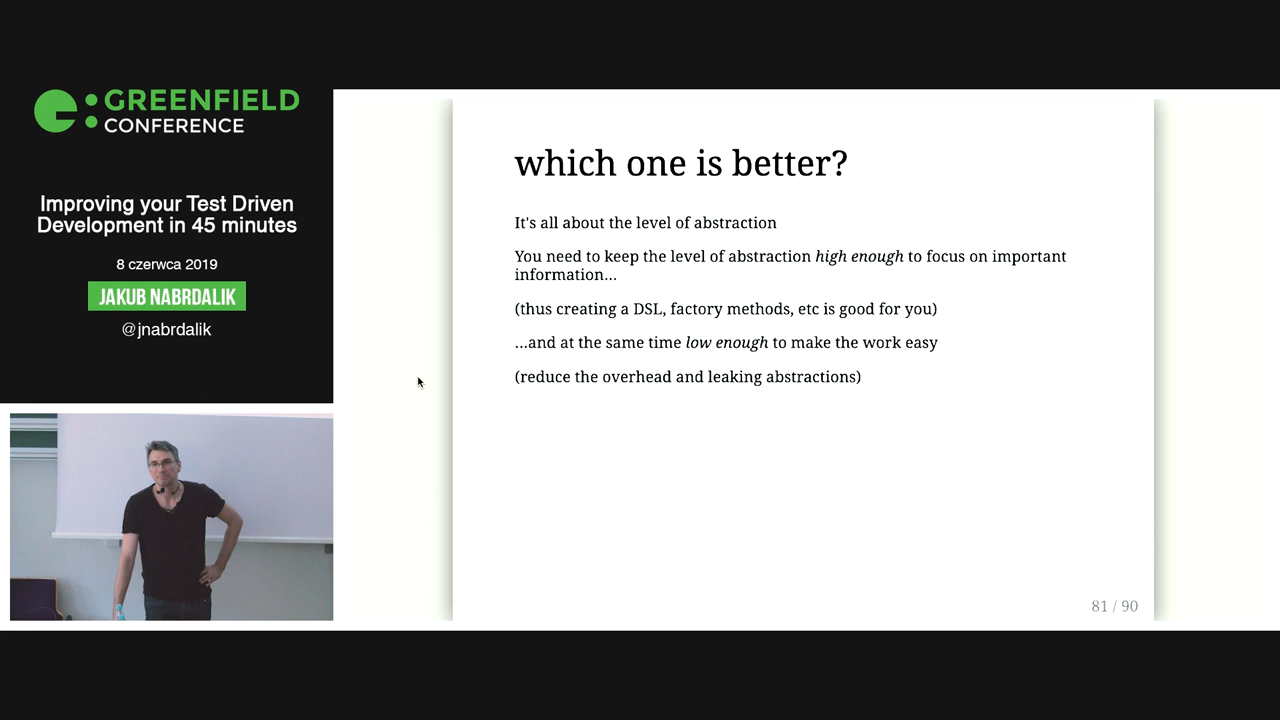 GREENFIELD
CONFERENCE
Improving your Test Driven
Development in 45 minutes
8 czerwca 2019
JAKUB NABRDALIK
@jnabrdalik
which one is better?
It's all about the level of abstraction
You need to keep the level of abstraction high enough to focus on important
information...
(thus creating a DSL, factory methods, etc is good for you)
...and at the same time low enough to make the work easy
(reduce the overhead and leaking abstractions)
81 / 90